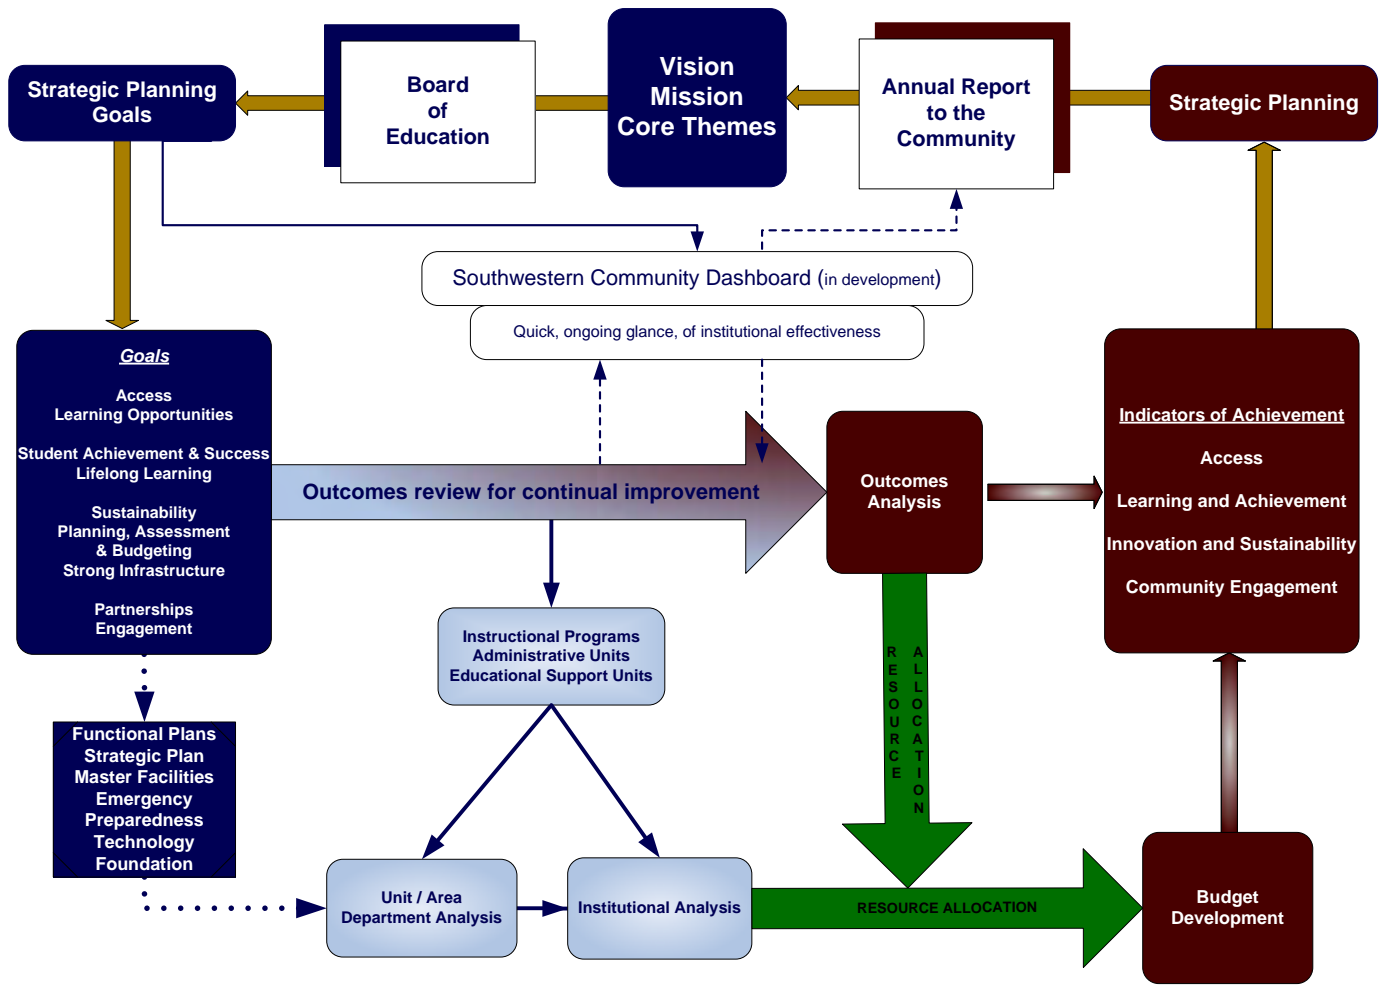 Strategic Planning
Goals
Board
of
Education
Vision
Mission
Core Themes
Annual Report
to the
Community
Strategic Planning
Southwestern Community Dashboard (in development)
Quick, ongoing glance, of institutional effectiveness
Goals
Access
Learning Opportunities
Student Achievement & Success
Lifelong Learning
Sustainability
Planning, Assessment
& Budgeting
Strong Infrastructure
Partnerships
Engagement
Outcomes review for continual improvement
Outcomes
Analysis
Indicators of Achievement
Access
Learning and Achievement
Innovation and Sustainability
Community Engagement
Instructional Programs
Administrative Units
Educational Support Units
RESOURCE
ALLOCATION
Functional Plans
Strategic Plan
Master Facilities
Emergency
Preparedness
Technology
Foundation
Unit / Area
Department Analysis
Institutional Analysis
RESOURCE ALLOCATION
Budget
Development